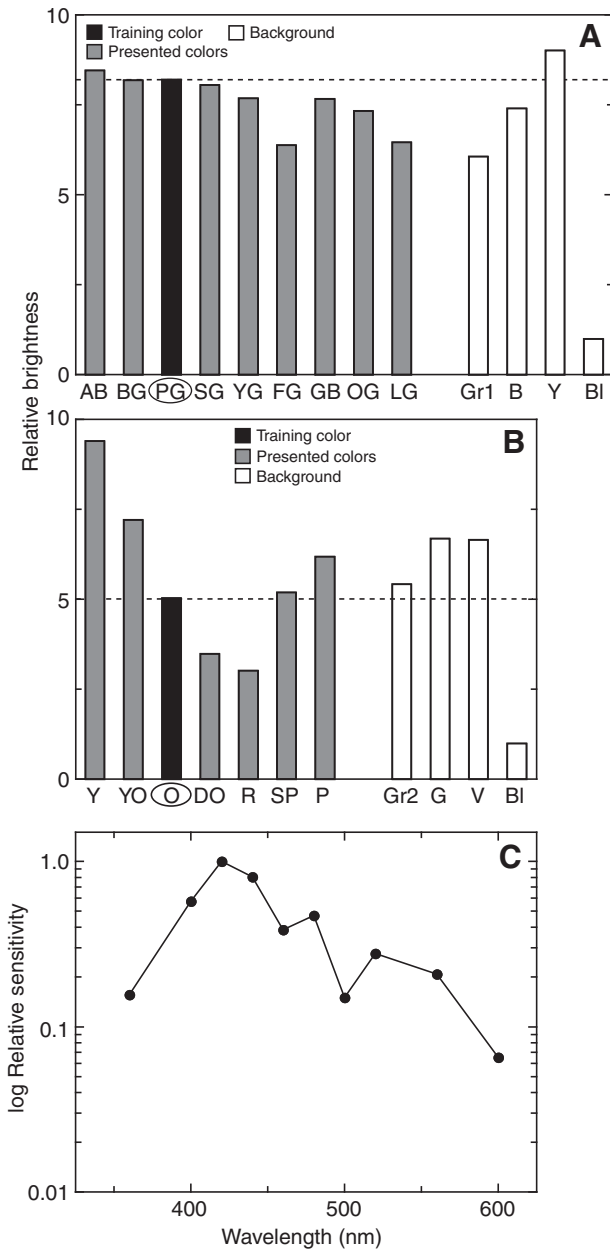 Relative brightness
10
5
0
Training color
Background
Presented colors
A
AB BG PG SG YG FG GB OG LG Gr1 B Y Bl
10
5
0
Training color
Presented colors
Background
B
Y YO O DO R SP P Gr2 G V Bl
log Relative sensitivity
1.0
0.1
0.01
C
400 500 600
Wavelength (nm)